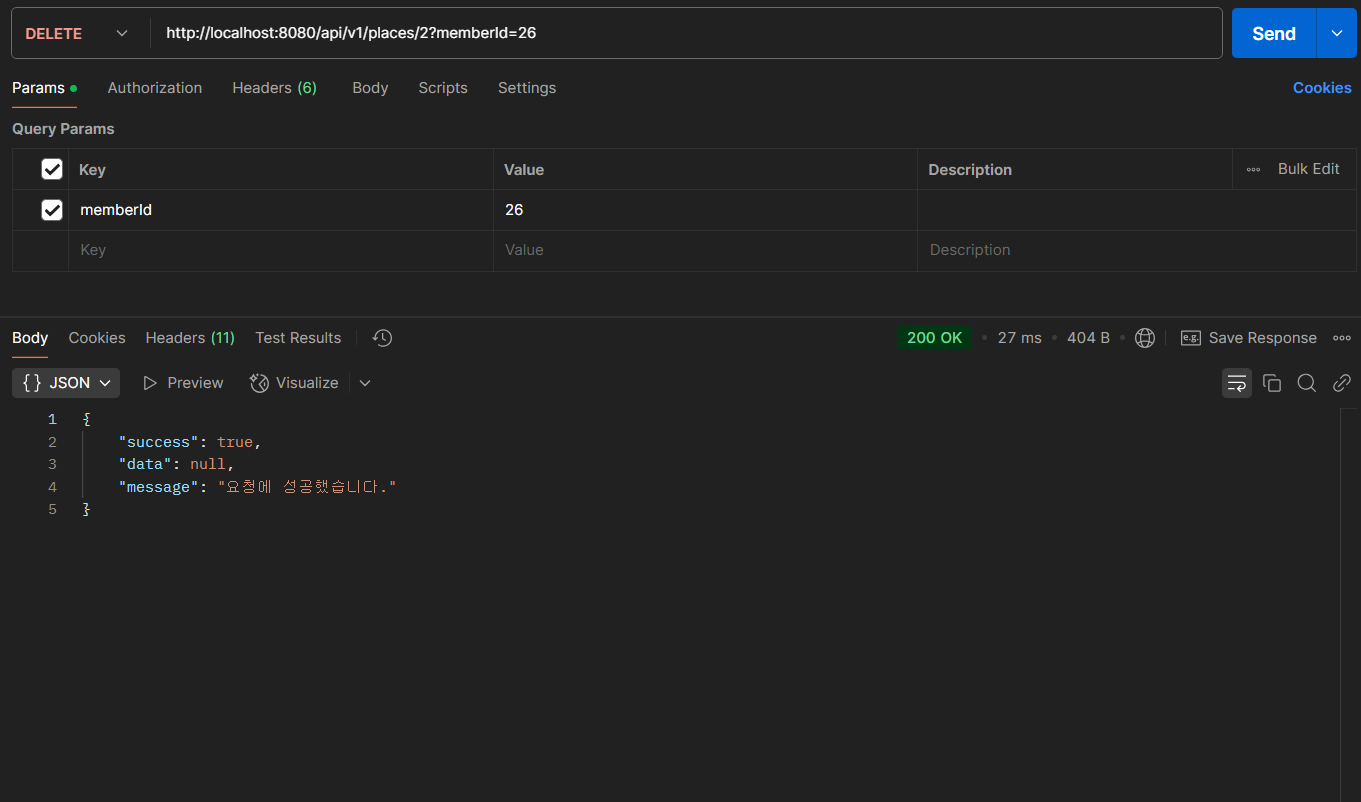 DELETE http://localhost:8080/api/v1/places/2?memberId=26 Send
Params Authorization Headers (6) Body Scripts Settings Cookies
Query Params
Key Value Description Bulk Edit
memberId 26
Key Value Description
Body Cookies Headers (11) Test Results 200 OK 27 ms 404 B e.g. Save Response
{} JSON Preview Visualize
1 {
2 "success": true,
3 "data": null,
4 "message": "요청에 성공했습니다."
5 }